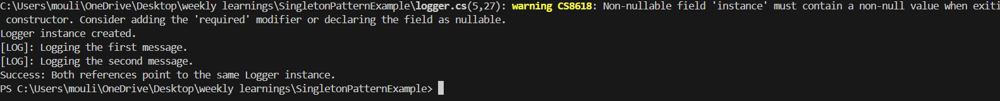 C:\Users\mouli\OneDrive\Desktop\weekly learnings\SingletonPatternExample\logger.cs(5,27): warning CS8618: Non-nullable field 'instance' must contain a non-null value when exiti
constructor. Consider adding the 'required' modifier or declaring the field as nullable.
Logger instance created.
[LOG]: Logging the first message.
[LOG]: Logging the second message.
Success: Both references point to the same Logger instance.
PS C:\Users\mouli\OneDrive\Desktop\weekly learnings\SingletonPatternExample>